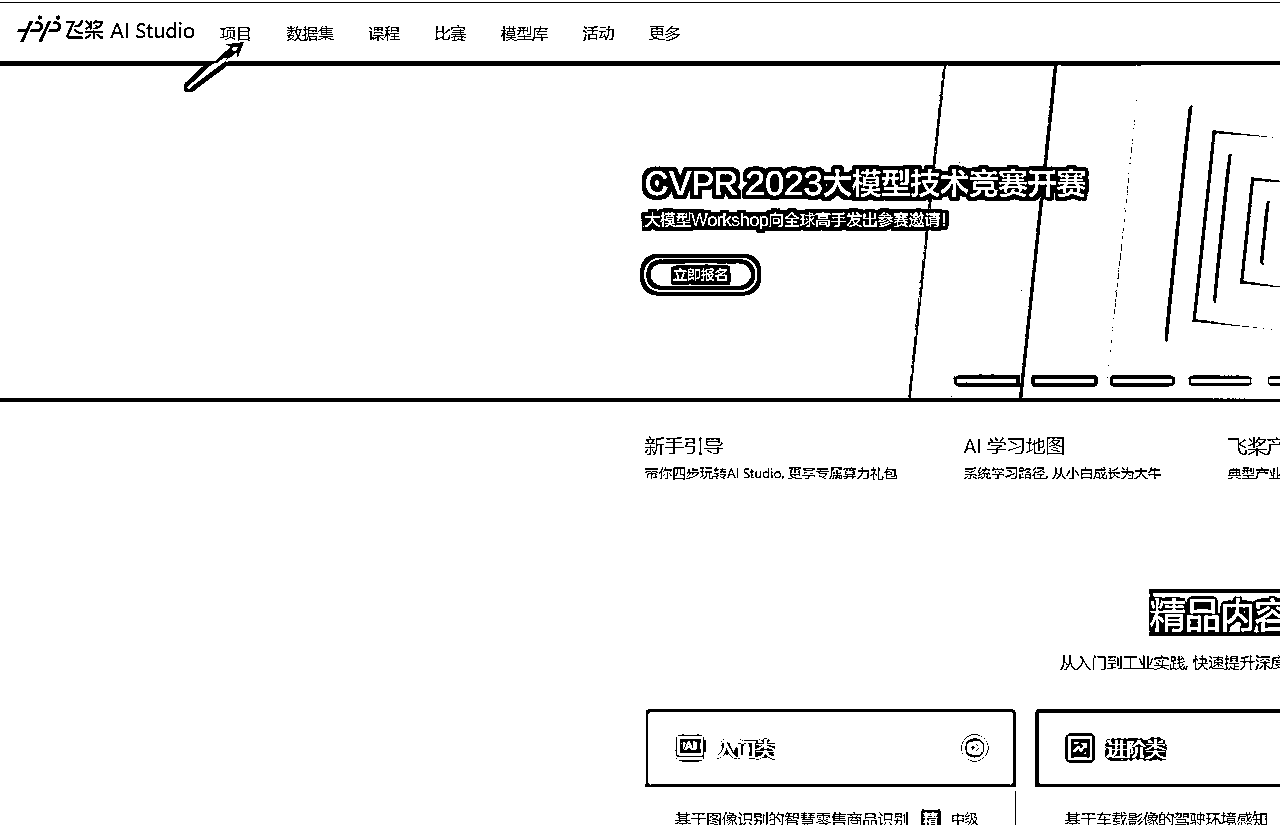 飞桨 AI Studio 项目 数据集 课程 比赛 模型库 活动 更多
CVPR 2023大模型技术竞赛开赛
大模型Workshop向全球高手发出参赛邀请!
立即报名
新手引导 AI 学习地图 飞桨产
带你四步玩转AI Studio, 更享专属算力礼包 系统学习路径, 从小白成长为大牛 典型产业
精品内容
从入门到工业实践, 快速提升深度
入门类 进阶类
基于图像识别的智慧零售商品识别 精 中级 基于车载影像的驾驶环境感知